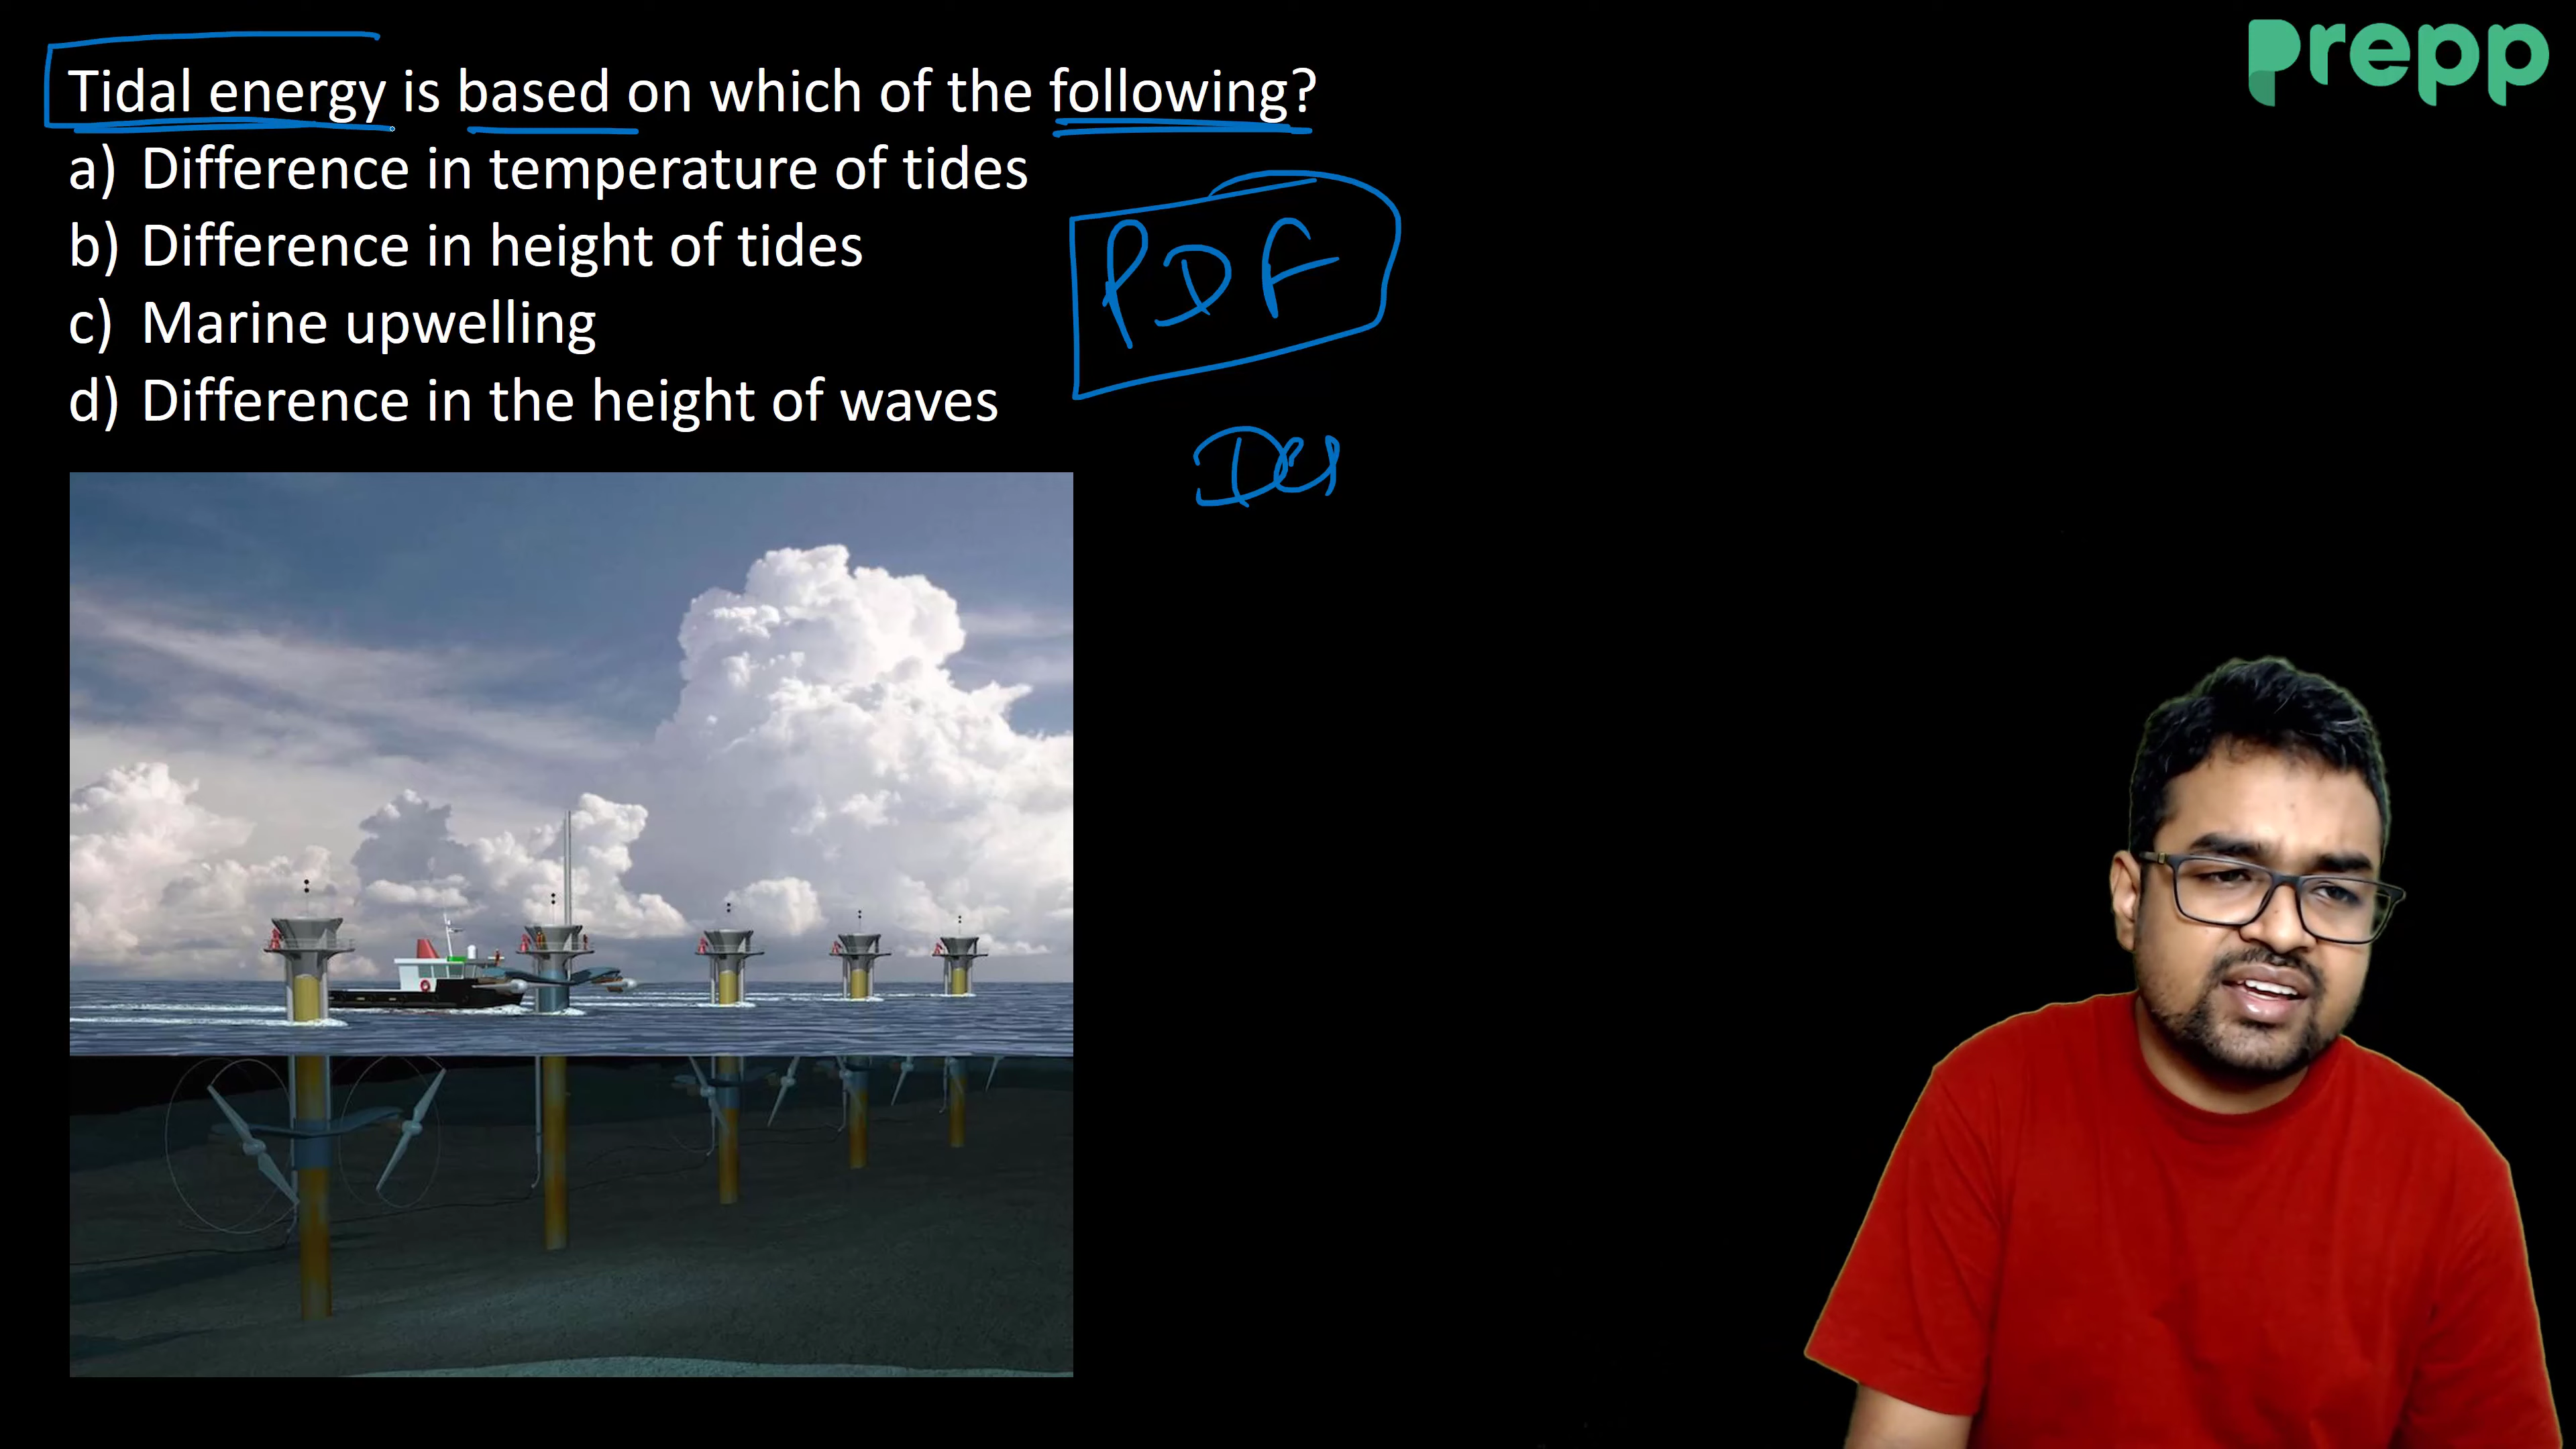 prepp
Tidal energy is based on which of the following?
a) Difference in temperature of tides
b) Difference in height of tides
c) Marine upwelling
d) Difference in the height of waves
PDF